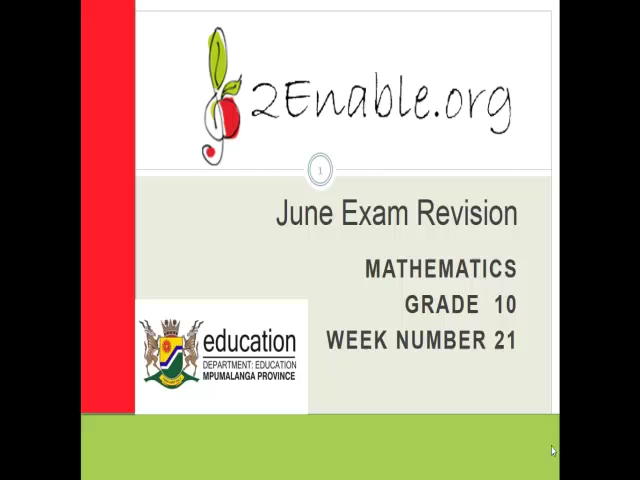 2Enable.org
1
June Exam Revision
MATHEMATICS
GRADE 10
WEEK NUMBER 21
education
DEPARTMENT: EDUCATION
MPUMALANGA PROVINCE